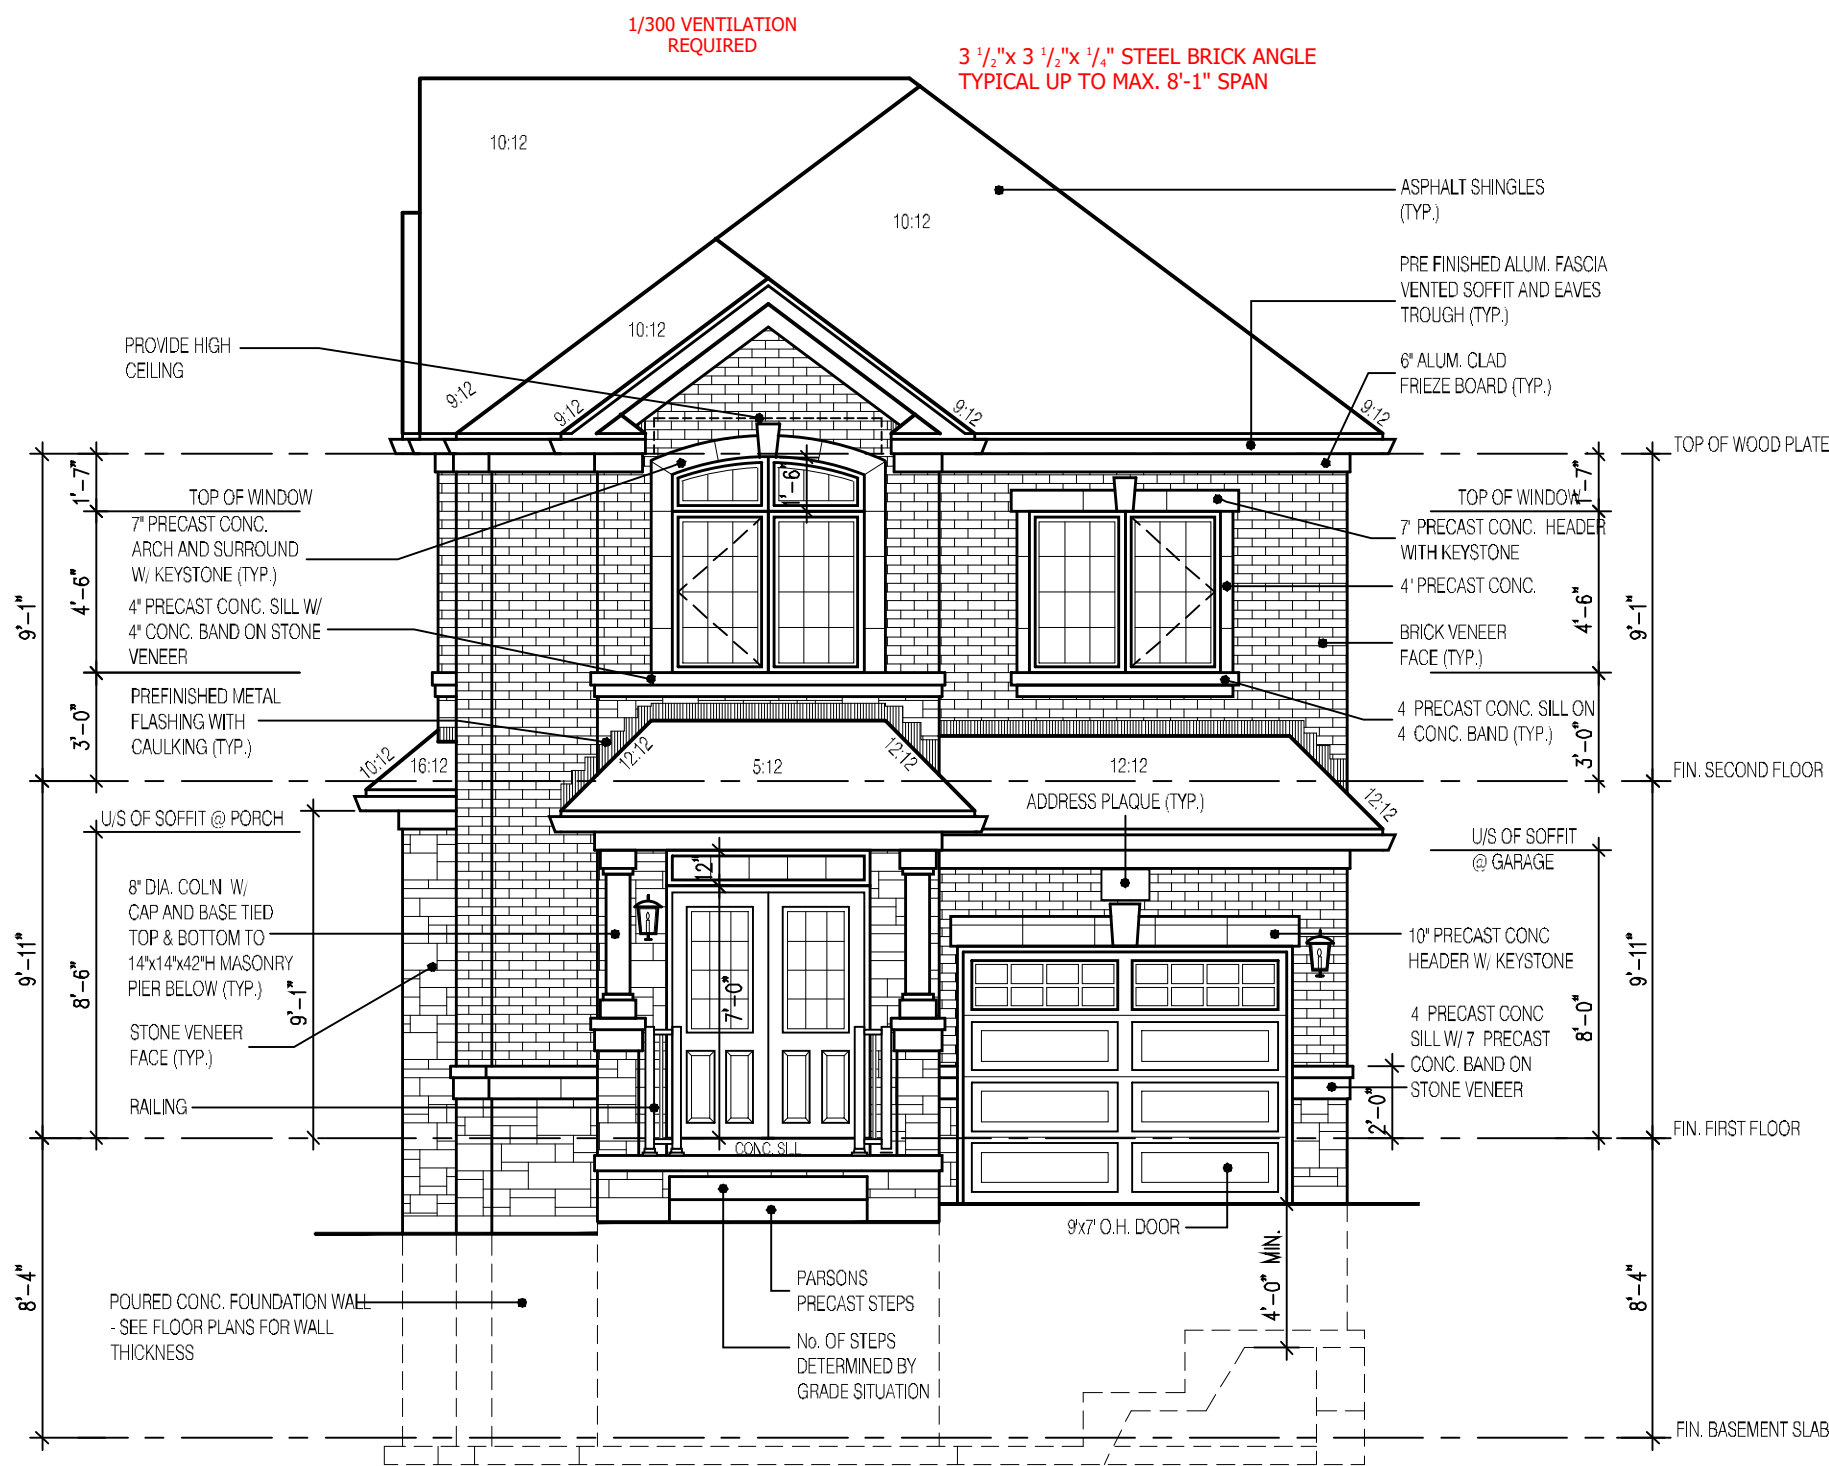 1/300 VENTILATION
REQUIRED
3 1/2"x 3 1/2"x 1/4" STEEL BRICK ANGLE
TYPICAL UP TO MAX. 8'-1" SPAN
10:12
10:12
10:12
9:12
9:12
9:12
9:12
PROVIDE HIGH
CEILING
TOP OF WINDOW
7" PRECAST CONC.
ARCH AND SURROUND
W/ KEYSTONE (TYP.)
4" PRECAST CONC. SILL W/
4" CONC. BAND ON STONE
VENEER
PREFINISHED METAL
FLASHING WITH
CAULKING (TYP.)
U/S OF SOFFIT @ PORCH
8" DIA. COL'N W/
CAP AND BASE TIED
TOP & BOTTOM TO
14"x14"x42"H MASONRY
PIER BELOW (TYP.)
STONE VENEER
FACE (TYP.)
RAILING
POURED CONC. FOUNDATION WALL
- SEE FLOOR PLANS FOR WALL
THICKNESS
9'-1"
9'-11"
8'-4"
1'-7"
4'-6"
3'-0"
8'-6"
9'-1"
10:12
16:12
12:12
5:12
12:12
12:12
12:12
1'-6"
12"
7'-0"
CONC. SILL
ADDRESS PLAQUE (TYP.)
9'x7' O.H. DOOR
PARSONS
PRECAST STEPS
No. OF STEPS
DETERMINED BY
GRADE SITUATION
4'-0" MIN.
2'-0"
ASPHALT SHINGLES
(TYP.)
PRE FINISHED ALUM. FASCIA
VENTED SOFFIT AND EAVES
TROUGH (TYP.)
6" ALUM. CLAD
FRIEZE BOARD (TYP.)
TOP OF WOOD PLATE
TOP OF WINDOW
7' PRECAST CONC. HEADER
WITH KEYSTONE
4' PRECAST CONC.
BRICK VENEER
FACE (TYP.)
4 PRECAST CONC. SILL ON
4 CONC. BAND (TYP.)
FIN. SECOND FLOOR
U/S OF SOFFIT
@ GARAGE
10" PRECAST CONC
HEADER W/ KEYSTONE
4 PRECAST CONC
SILL W/ 7 PRECAST
CONC. BAND ON
STONE VENEER
FIN. FIRST FLOOR
FIN. BASEMENT SLAB
1'-7"
4'-6"
3'-0"
8'-0"
9'-1"
9'-11"
8'-4"